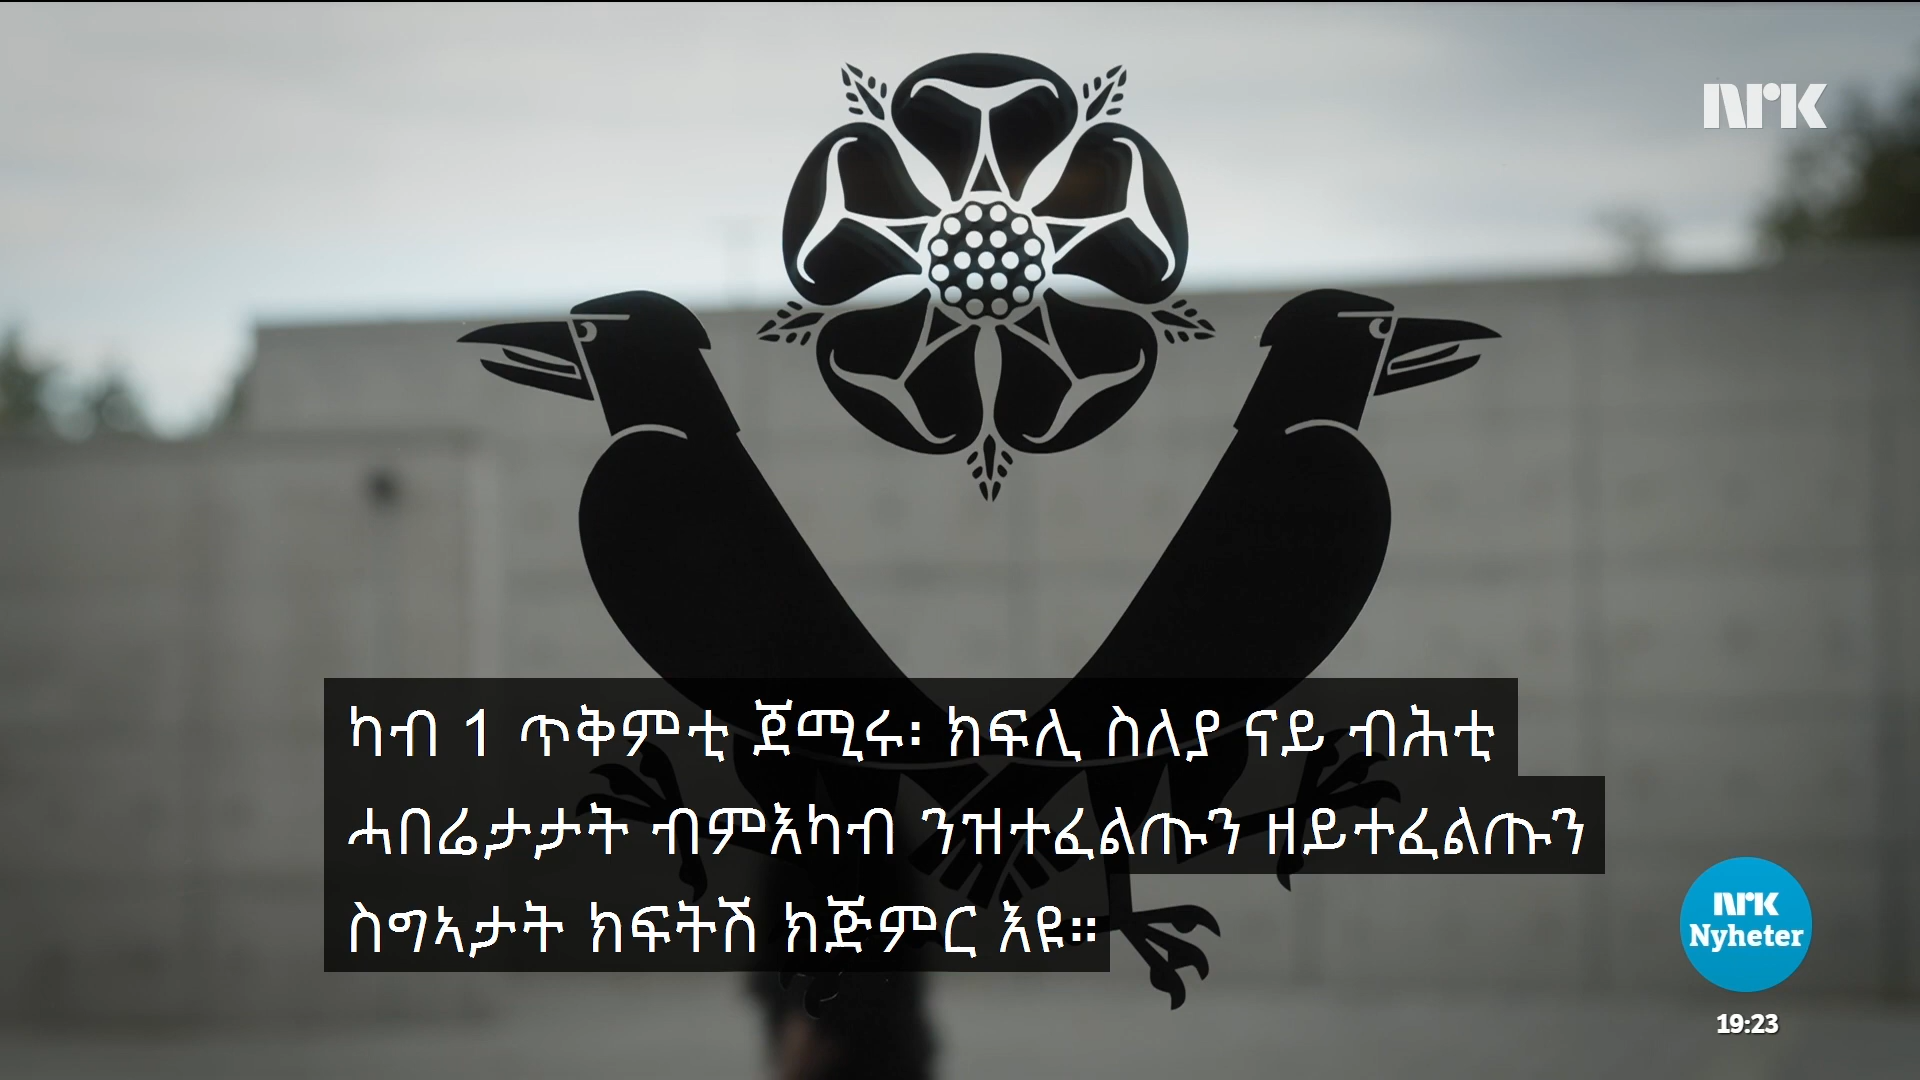 NRK
ካብ 1 ጥቅምቲ ጀሚሩ፡ ክፍሊ ስለያ ናይ ብሕቲ
ሓበሬታታት ብምእካብ ንዝተፈልጡን ዘይተፈልጡን
ስግኣታት ክፍትሽ ክጅምር እዩ።
NRK
Nyheter
19:23